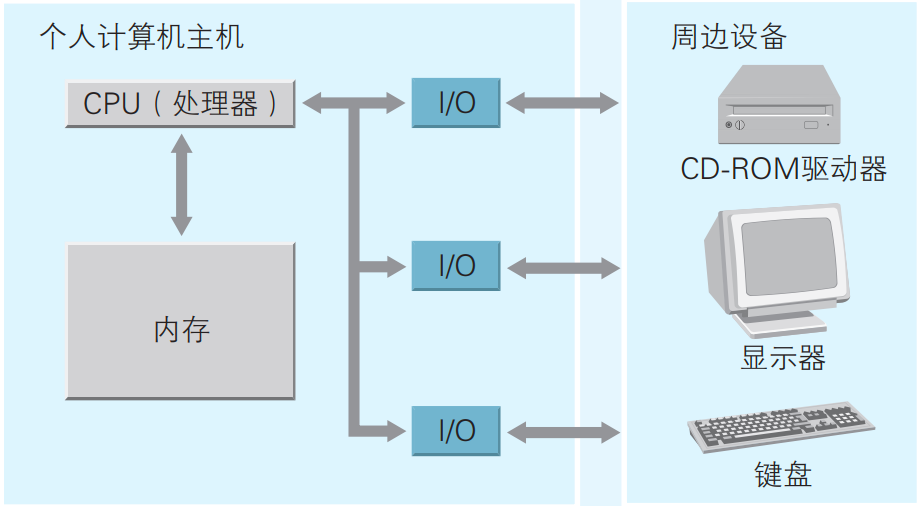 个人计算机主机
周边设备
CPU（处理器）
I/O
CD-ROM驱动器
I/O
内存
显示器
I/O
键盘